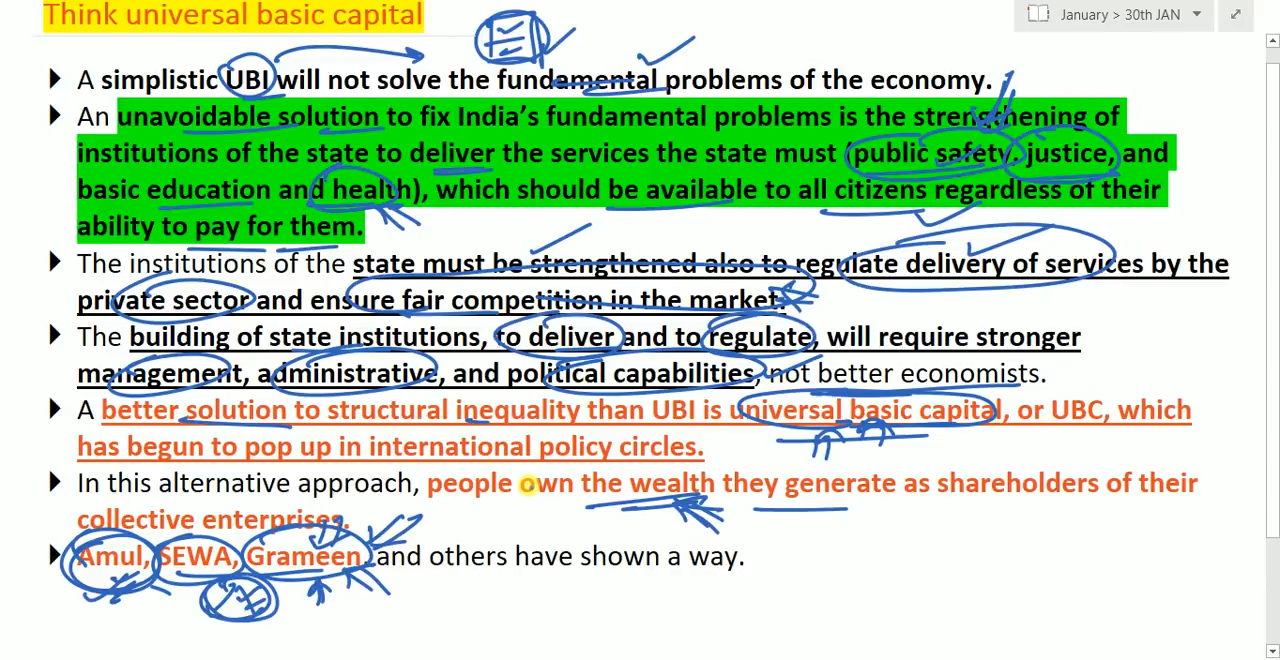 Think universal basic capital
January > 30th JAN
A simplistic UBI will not solve the fundamental problems of the economy.
An unavoidable solution to fix India's fundamental problems is the strengthening of
institutions of the state to deliver the services the state must (public safety, justice, and
basic education and health), which should be available to all citizens regardless of their
ability to pay for them.
The institutions of the state must be strengthened also to regulate delivery of services by the
private sector and ensure fair competition in the market.
The building of state institutions, to deliver and to regulate, will require stronger
management, administrative, and political capabilities, not better economists.
A better solution to structural inequality than UBI is universal basic capital, or UBC, which
has begun to pop up in international policy circles.
In this alternative approach, people own the wealth they generate as shareholders of their
collective enterprises.
Amul, SEWA, Grameen, and others have shown a way.